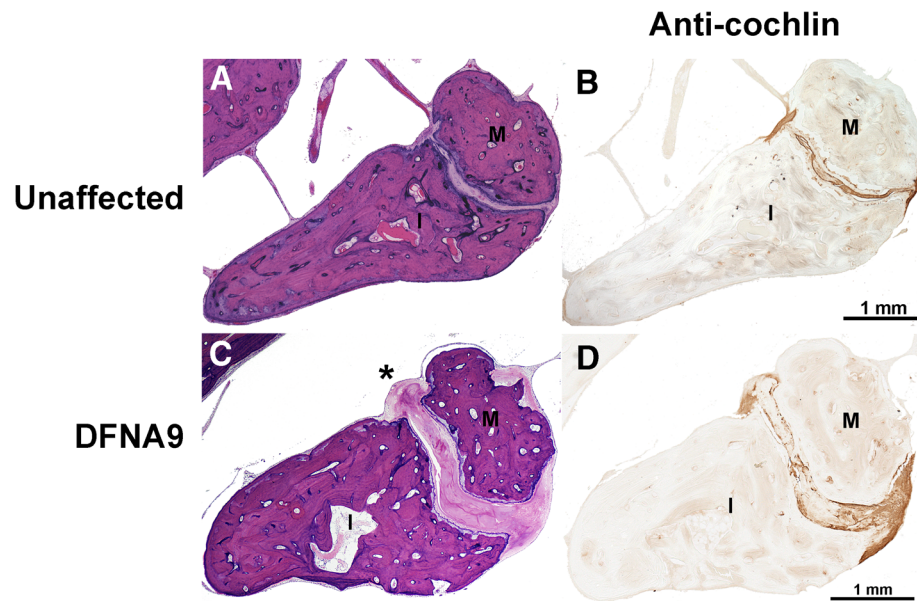 Anti-cochlin
Unaffected
A
M
I
B
M
I
1 mm
DFNA9
C
*
M
I
D
M
I
1 mm